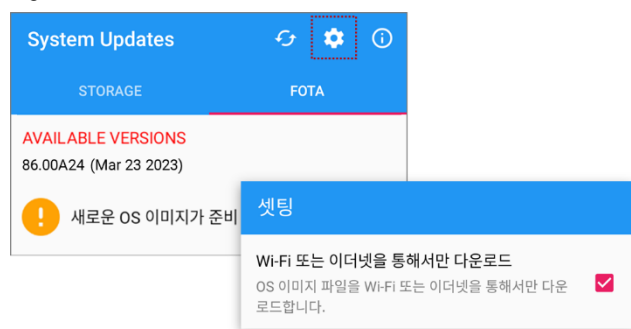 System Updates
STORAGE
FOTA
AVAILABLE VERSIONS
86.00A24 (Mar 23 2023)
새로운 OS 이미지가 준비
셋팅
Wi-Fi 또는 이더넷을 통해서만 다운로드
OS 이미지 파일을 Wi-Fi 또는 이더넷을 통해서만 다운
로드합니다.